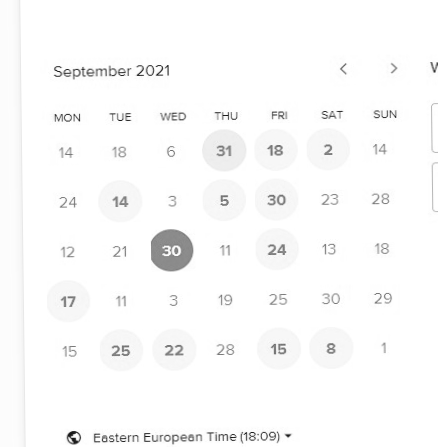 September 2021
W
MON TUE WED THU FRI SAT SUN
14 18 6 31 18 2 14
24 14 3 5 30 23 28
12 21 30 11 24 13 18
17 11 3 19 25 30 29
15 25 22 28 15 8 1
Eastern European Time (18:09)